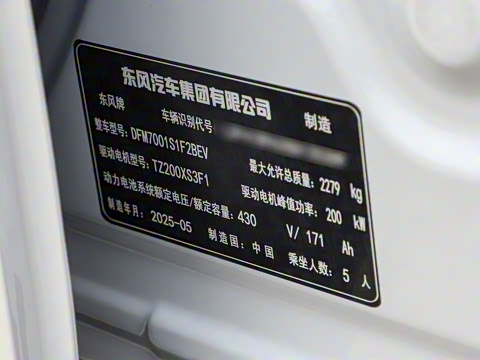 东风汽车集团有限公司 制造
东风牌 车辆识别代号
整车型号: DFM7001S1F2BEV 最大允许总质量: 2279 kg
驱动电机型号: TZ200XS3F1 驱动电机峰值功率: 200 kW
动力电池系统额定电压/额定容量: 430 V/ 171 Ah
制造年月: 2025-05 制造国: 中国 乘坐人数: 5 人